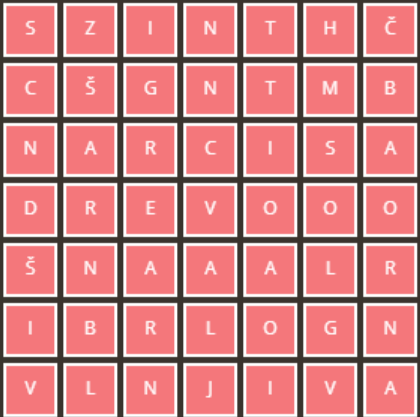 S Z I N T H Č
C Š G N T M B
N A R C I S A
D R E V O O O
Š N A A A L R
I B R L O G N
V L N J I V A